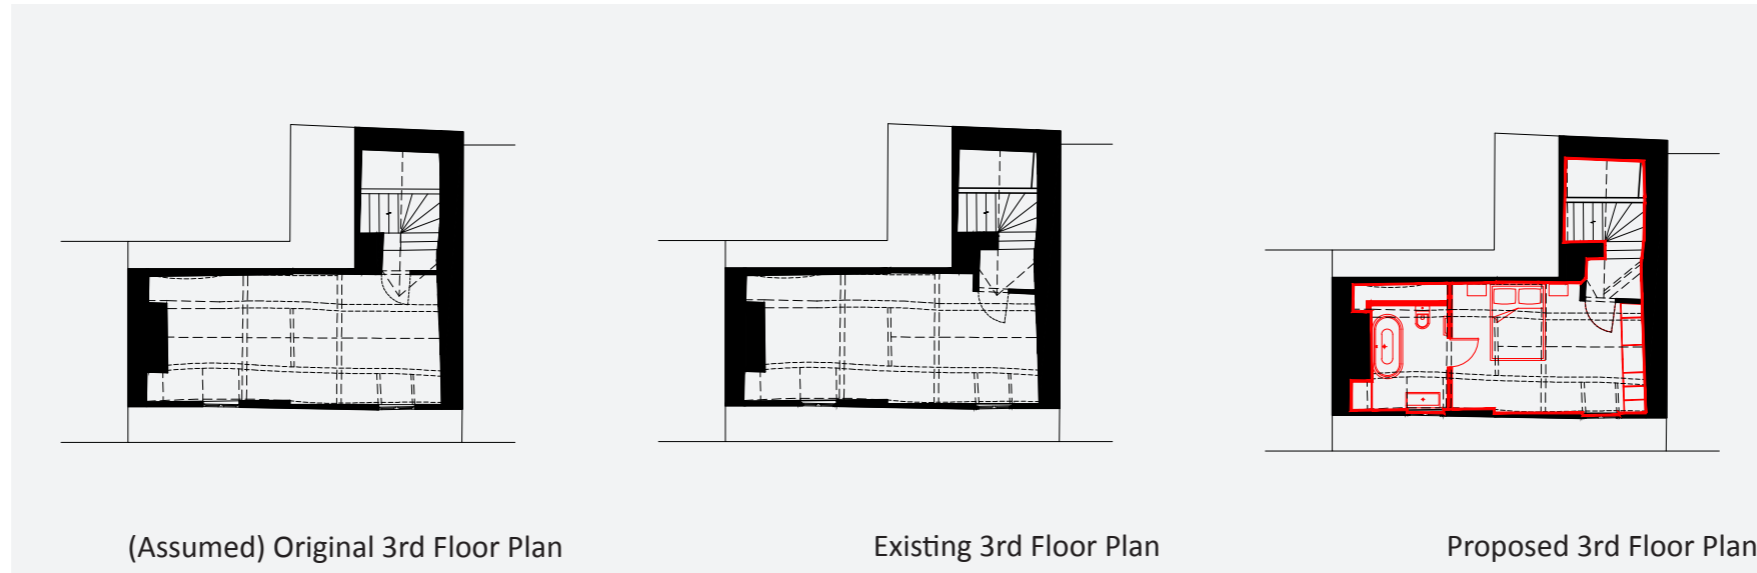 (Assumed) Original 3rd Floor Plan
Existing 3rd Floor Plan
Proposed 3rd Floor Plan